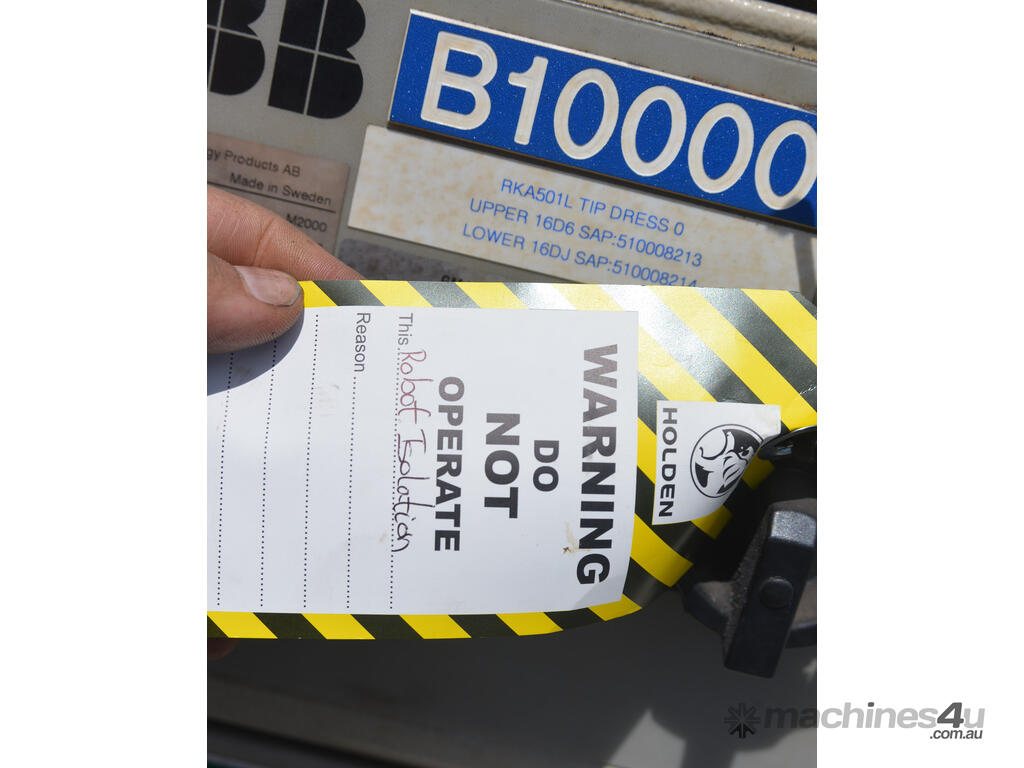 BB
B10000
gy Products AB
Made in Sweden
M2000
RKA501L TIP DRESS 0
UPPER 16D6 SAP:510008213
LOWER 16DJ SAP:510008214
HOLDEN
WARNING
DO
NOT
OPERATE
This Robot Isolation
Reason
machines4u
.com.au